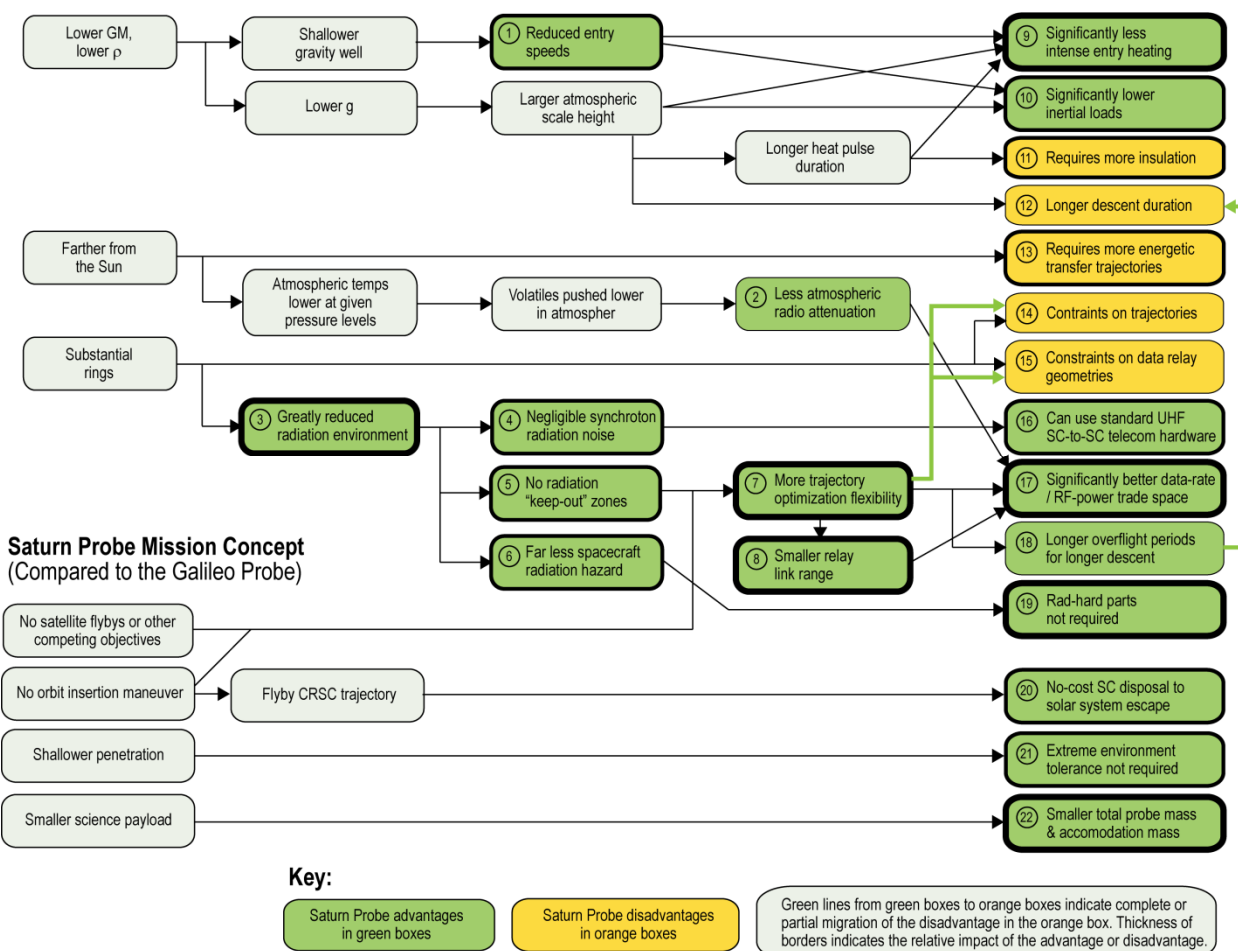 Lower GM,
lower ρ
Shallower
gravity well
① Reduced entry
speeds
⑨ Significantly less
intense entry heating
Lower g
Larger atmospheric
scale height
⑩ Significantly lower
inertial loads
Longer heat pulse
duration
⑪ Requires more insulation
⑫ Longer descent duration
Farther from
the Sun
⑬ Requires more energetic
transfer trajectories
Atmospheric temps
lower at given
pressure levels
Volatiles pushed lower
in atmospher
② Less atmospheric
radio attenuation
⑭ Contraints on trajectories
Substantial
rings
⑮ Constraints on data relay
geometries
③ Greatly reduced
radiation environment
④ Negligible synchroton
radiation noise
⑯ Can use standard UHF
SC-to-SC telecom hardware
⑤ No radiation
“keep-out” zones
⑦ More trajectory
optimization flexibility
⑰ Significantly better data-rate
/ RF-power trade space
⑥ Far less spacecraft
radiation hazard
⑧ Smaller relay
link range
⑱ Longer overflight periods
for longer descent
Saturn Probe Mission Concept
(Compared to the Galileo Probe)
⑲ Rad-hard parts
not required
No satellite flybys or other
competing objectives
No orbit insertion maneuver
Flyby CRSC trajectory
⑳ No-cost SC disposal to
solar system escape
Shallower penetration
㉑ Extreme environment
tolerance not required
Smaller science payload
㉒ Smaller total probe mass
& accomodation mass
Key:
Saturn Probe advantages
in green boxes
Saturn Probe disadvantages
in orange boxes
Green lines from green boxes to orange boxes indicate complete or
partial migration of the disadvantage in the orange box. Thickness of
borders indicates the relative impact of the advantage or disadvantage.